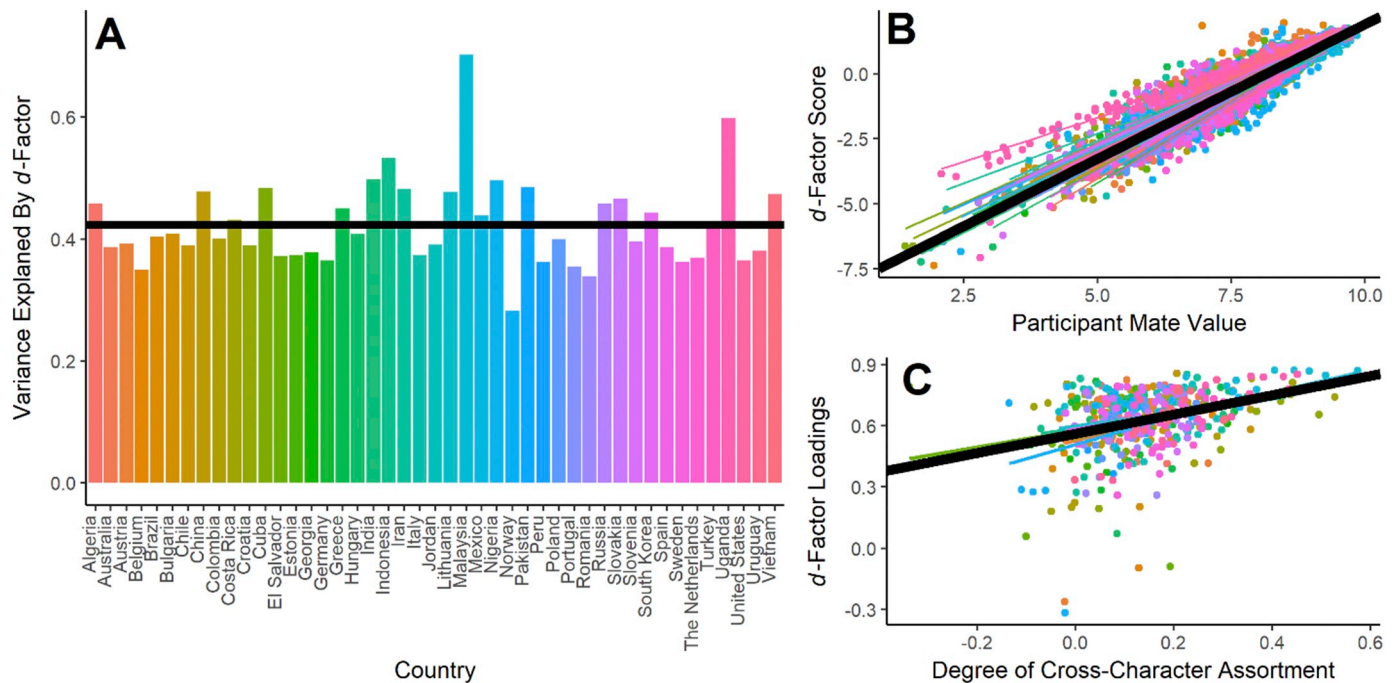 A
Variance Explaned By d-Factor
0.6
0.4
0.2
0.0
Algeria
Australia
Austria
Belgium
Brazil
Bulgaria
Chile
China
Colombia
Costa Rica
Croatia
Cuba
El Salvador
Estonia
Georgia
Germany
Greece
Hungary
India
Indonesia
Iran
Italy
Jordan
Lithuania
Malaysia
Mexico
Nigeria
Norway
Pakistan
Peru
Poland
Portugal
Romania
Russia
Slovakia
Slovenia
South Korea
Spain
Sweden
The Netherlands
Turkey
Uganda
United States
Uruguay
Vietnam
Country
B
d-Factor Score
0.0
-2.5
-5.0
-7.5
2.5
5.0
7.5
10.0
Participant Mate Value
C
d-Factor Loadings
0.9
0.6
0.3
0.0
-0.3
-0.2
0.0
0.2
0.4
0.6
Degree of Cross-Character Assortment